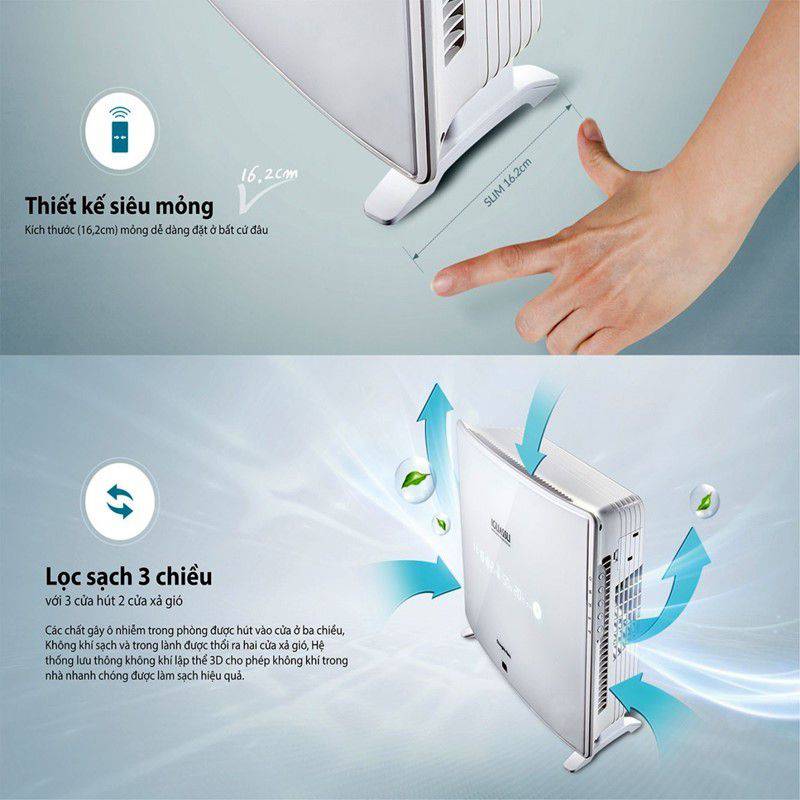 16,2cm
Thiết kế siêu mỏng
Kích thước (16,2cm) mỏng dễ dàng đặt ở bất cứ đâu
SLIM 16.2cm
Lọc sạch 3 chiều
với 3 cửa hút 2 cửa xả gió
Các chất gây ô nhiễm trong phòng được hút vào cửa ở ba chiều,
Không khí sạch và trong lành được thổi ra hai cửa xả gió, Hệ
thống lưu thông không khí lập thể 3D cho phép không khí trong
nhà nhanh chóng được làm sạch hiệu quả.